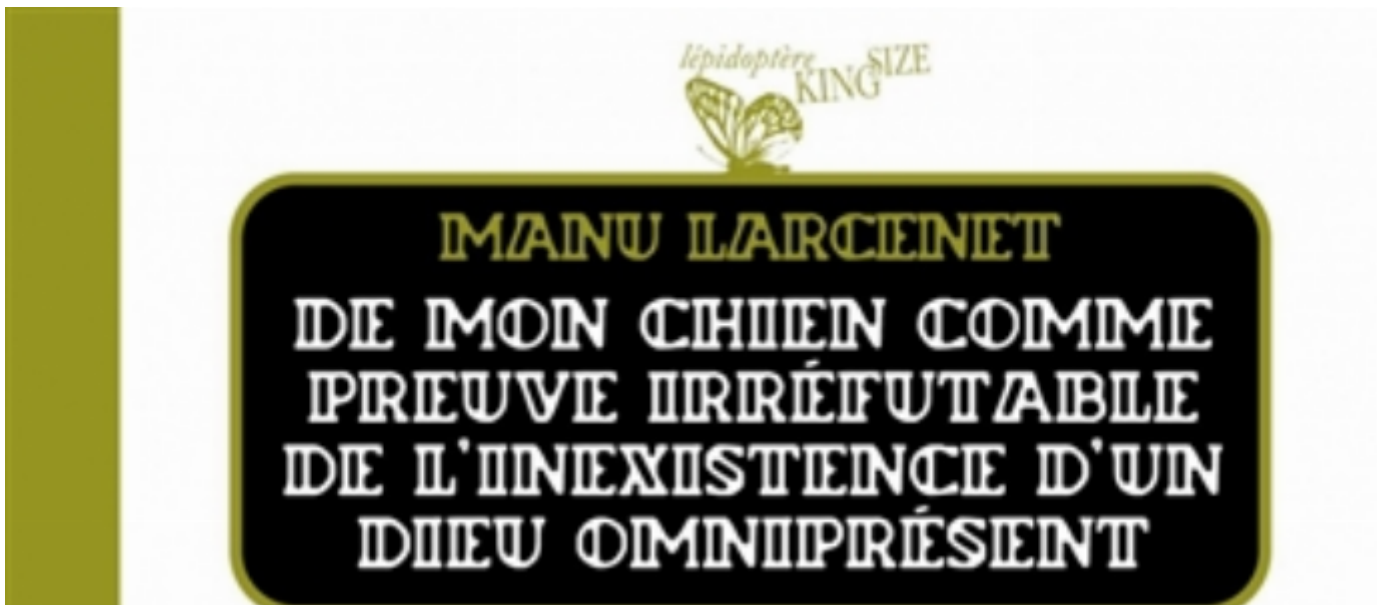 lépidoptère
KING SIZE
MANU LARCENET
DE MON CHIEN COMME
PREUVE IRRÉFUTABLE
DE L'INEXISTENCE D'UN
DIEU OMNIPRÉSENT